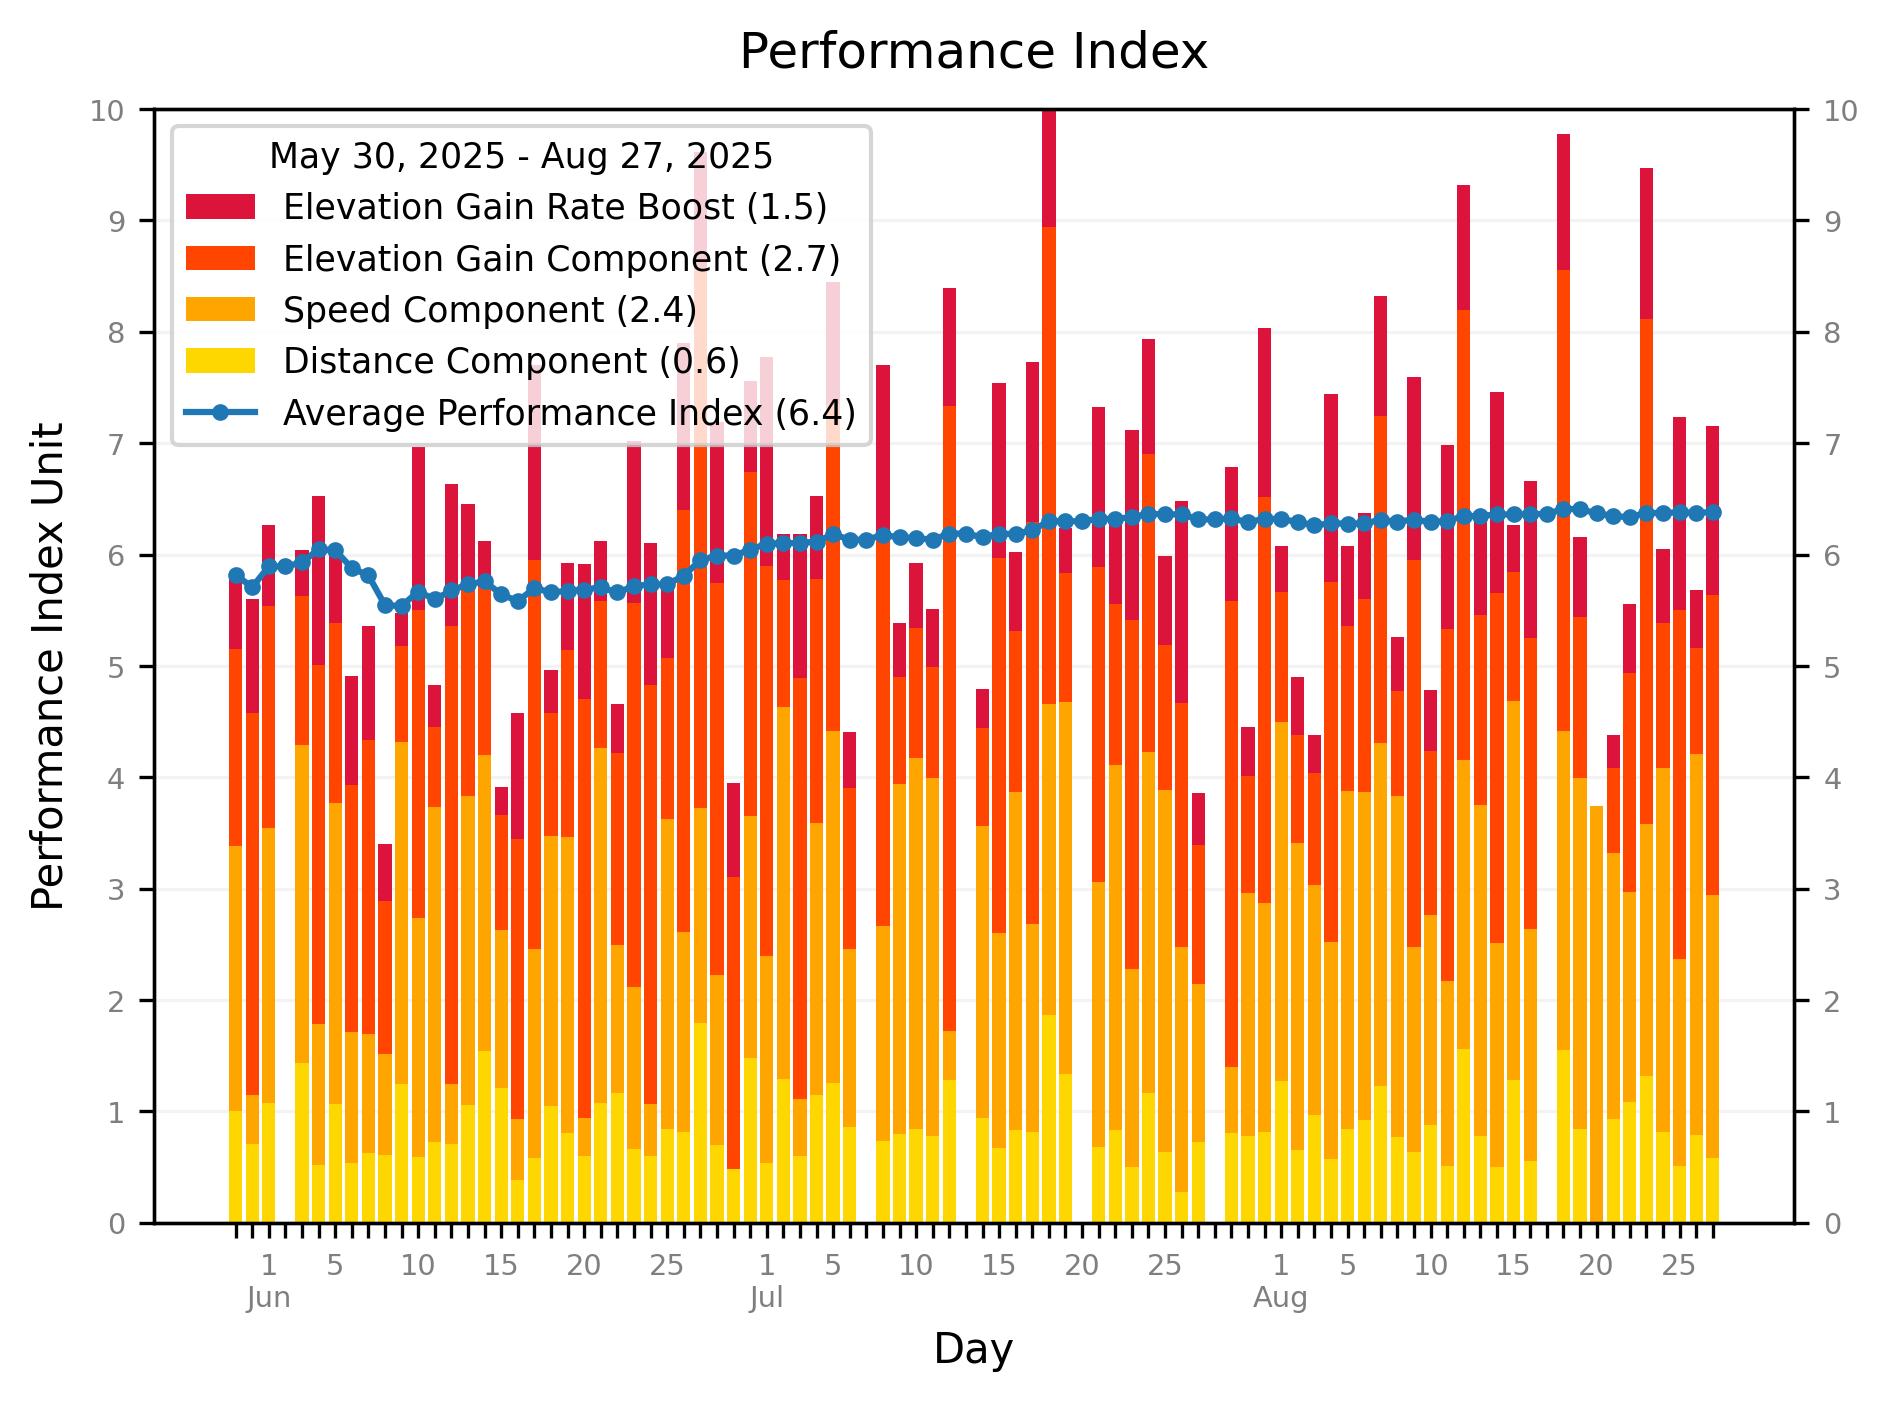 Performance Index
May 30, 2025 - Aug 27, 2025
Elevation Gain Rate Boost (1.5)
Elevation Gain Component (2.7)
Speed Component (2.4)
Distance Component (0.6)
Average Performance Index (6.4)
Performance Index Unit
10
9
8
7
6
5
4
3
2
1
0
10
9
8
7
6
5
4
3
2
1
0
1 5 10 15 20 25 1 5 10 15 20 25 1 5 10 15 20 25
Jun Jul Aug
Day